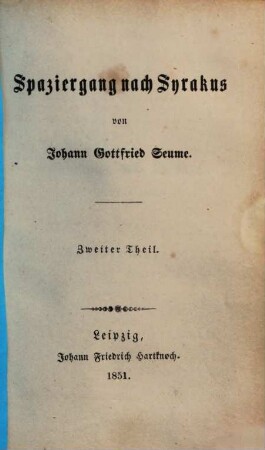 Spaziergang nach Syrakus
von
Johann Gottfried Seume.
Zweiter Theil.
Leipzig,
Johann Friedrich Hartknoch.
1851.